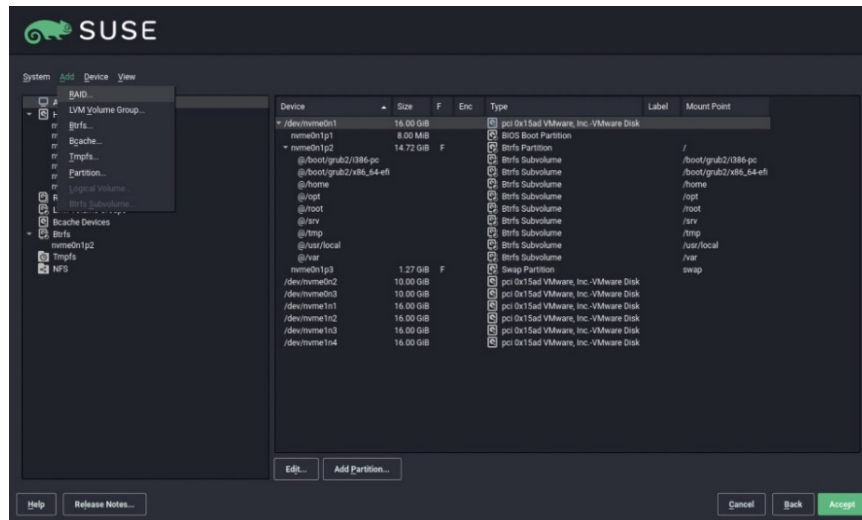 SUSE
System Add Device View
RAID...
LVM Volume Group...
Btrfs...
Bcache...
Tmpfs...
Partition...
Logical Volume...
Btrfs Subvolume...
Bcache Devices
Btrfs
nvme0n1p2
Tmpfs
NFS
Device Size F Enc Type Label Mount Point
/dev/nvme0n1 16.00 GiB pci 0x15ad VMware, Inc.-VMware Disk
nvme0n1p1 8.00 MiB BIOS Boot Partition
nvme0n1p2 14.72 GiB F Btrfs Partition /
@/boot/grub2/i386-pc Btrfs Subvolume /boot/grub2/i386-pc
@/boot/grub2/x86_64-efi Btrfs Subvolume /boot/grub2/x86_64-efi
@/home Btrfs Subvolume /home
@/opt Btrfs Subvolume /opt
@/root Btrfs Subvolume /root
@/srv Btrfs Subvolume /srv
@/tmp Btrfs Subvolume /tmp
@/usr/local Btrfs Subvolume /usr/local
@/var Btrfs Subvolume /var
nvme0n1p3 1.27 GiB F Swap Partition swap
/dev/nvme0n2 10.00 GiB pci 0x15ad VMware, Inc.-VMware Disk
/dev/nvme0n3 10.00 GiB pci 0x15ad VMware, Inc.-VMware Disk
/dev/nvme1n1 16.00 GiB pci 0x15ad VMware, Inc.-VMware Disk
/dev/nvme1n2 16.00 GiB pci 0x15ad VMware, Inc.-VMware Disk
/dev/nvme1n3 16.00 GiB pci 0x15ad VMware, Inc.-VMware Disk
/dev/nvme1n4 16.00 GiB pci 0x15ad VMware, Inc.-VMware Disk
Edit... Add Partition...
Help Release Notes... Cancel Back Accept